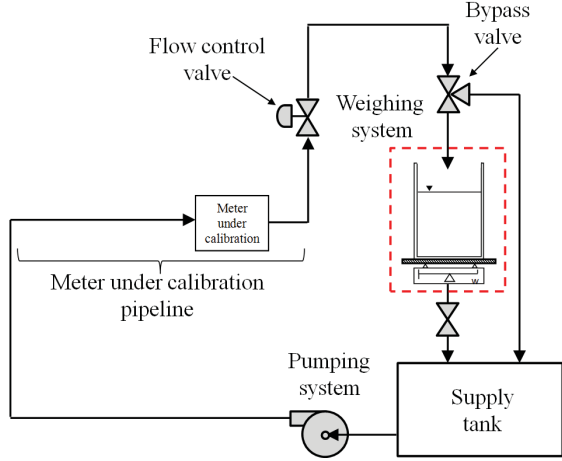 Bypass
valve
Flow control
valve
Weighing
system
Meter
under
calibration
Meter under calibration
pipeline
w
Pumping
system
Supply
tank